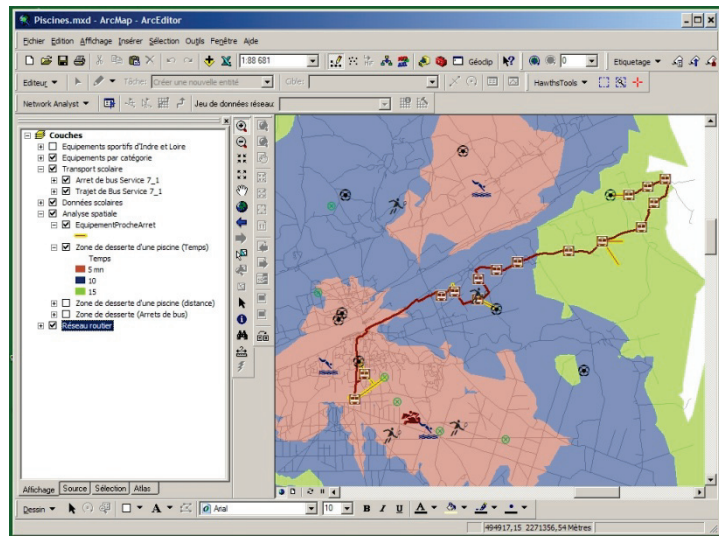 Piscines.mxd - ArcMap - ArcEditor
Fichier Edition Affichage Insérer Sélection Outils Fenêtre Aide
1:88 681 0 Etiquetage
Editeur Tâche: Créer une nouvelle entité Cible: HawthsTools
Géoclip
Network Analyst Jeu de données réseau:
Couches
Equipements sportifs d'Indre et Loire
Equipements par catégorie
Transport scolaire
Arret de bus Service 7_1
Trajet de Bus Service 7_1
Données scolaires
Analyse spatiale
EquipementProcheArret
Zone de desserte d'une piscine (Temps)
Temps
5 mn
10
15
Zone de desserte d'une piscine (distance)
Zone de desserte (Arrets de bus)
Réseau routier
Affichage Source Sélection Atlas
Dessin A Arial 10 B I U A
494917,15 2271356,54 Mètres